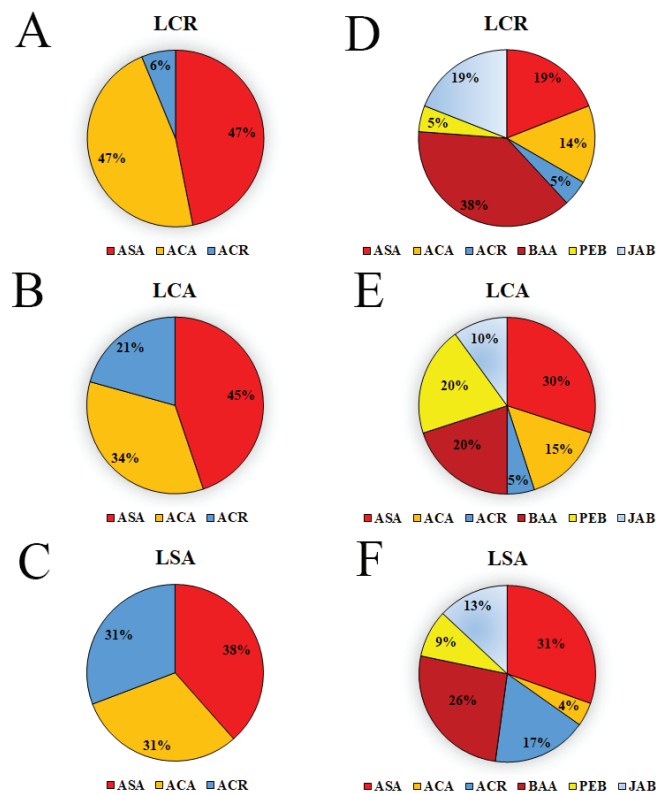 A
LCR
6%
47%
47%
ASA ACA ACR
D
LCR
19%
19%
5%
14%
5%
38%
ASA ACA ACR BAA PEB JAB
B
LCA
21%
45%
34%
ASA ACA ACR
E
LCA
10%
30%
20%
20%
15%
5%
ASA ACA ACR BAA PEB JAB
C
LSA
31%
38%
31%
ASA ACA ACR
F
LSA
13%
31%
9%
26%
4%
17%
ASA ACA ACR BAA PEB JAB